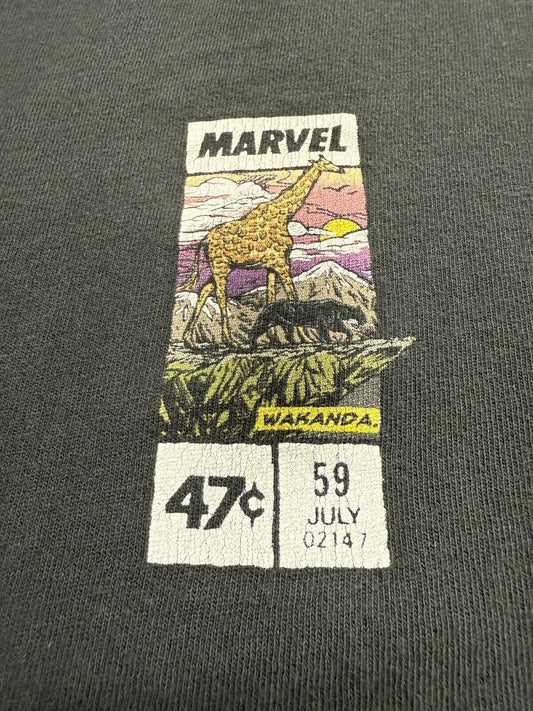 MARVEL
WAKANDA.
47¢
59
JULY
02147